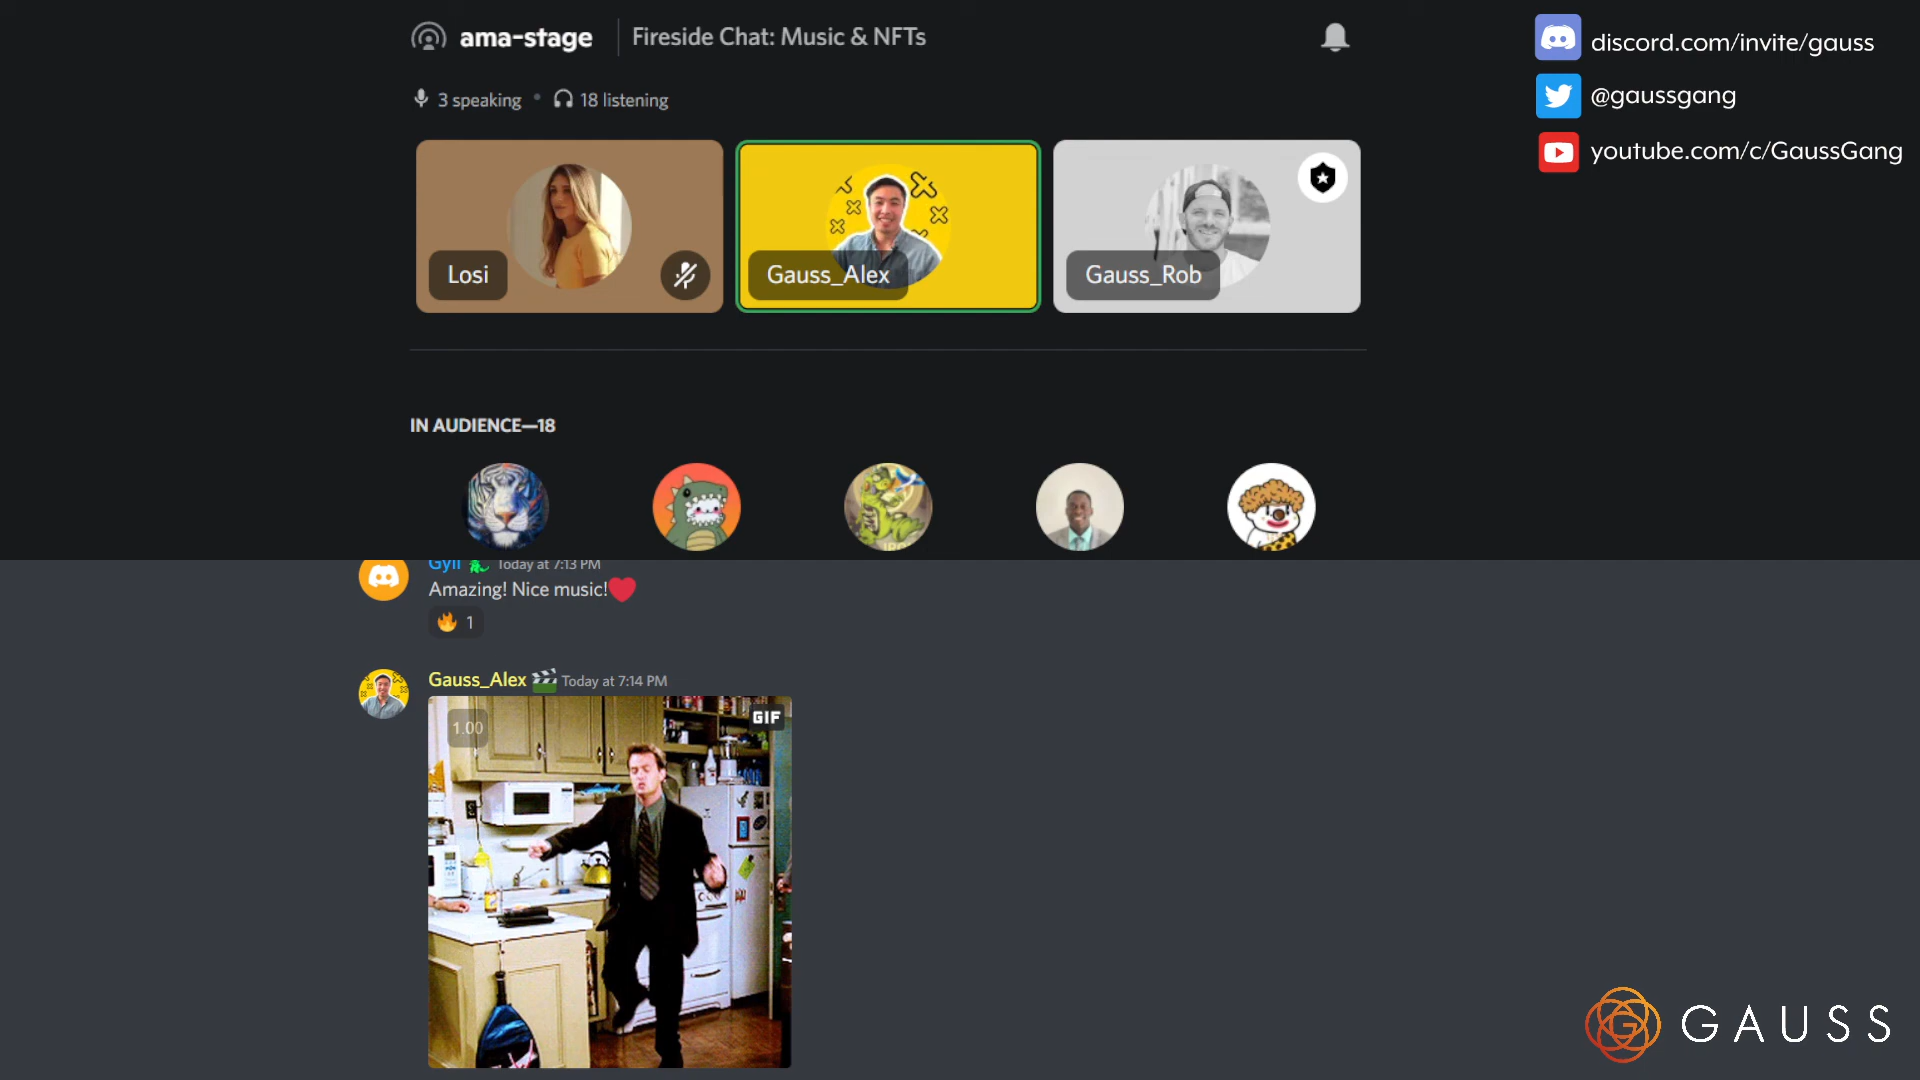 ama-stage
Fireside Chat: Music & NFTs
discord.com/invite/gauss
@gaussgang
youtube.com/c/GaussGang
3 speaking • 18 listening
Losi
Gauss_Alex
Gauss_Rob
IN AUDIENCE—18
Gyll Today at 7:13 PM
Amazing! Nice music!
1
Gauss_Alex Today at 7:14 PM
1.00
GIF
GAUSS